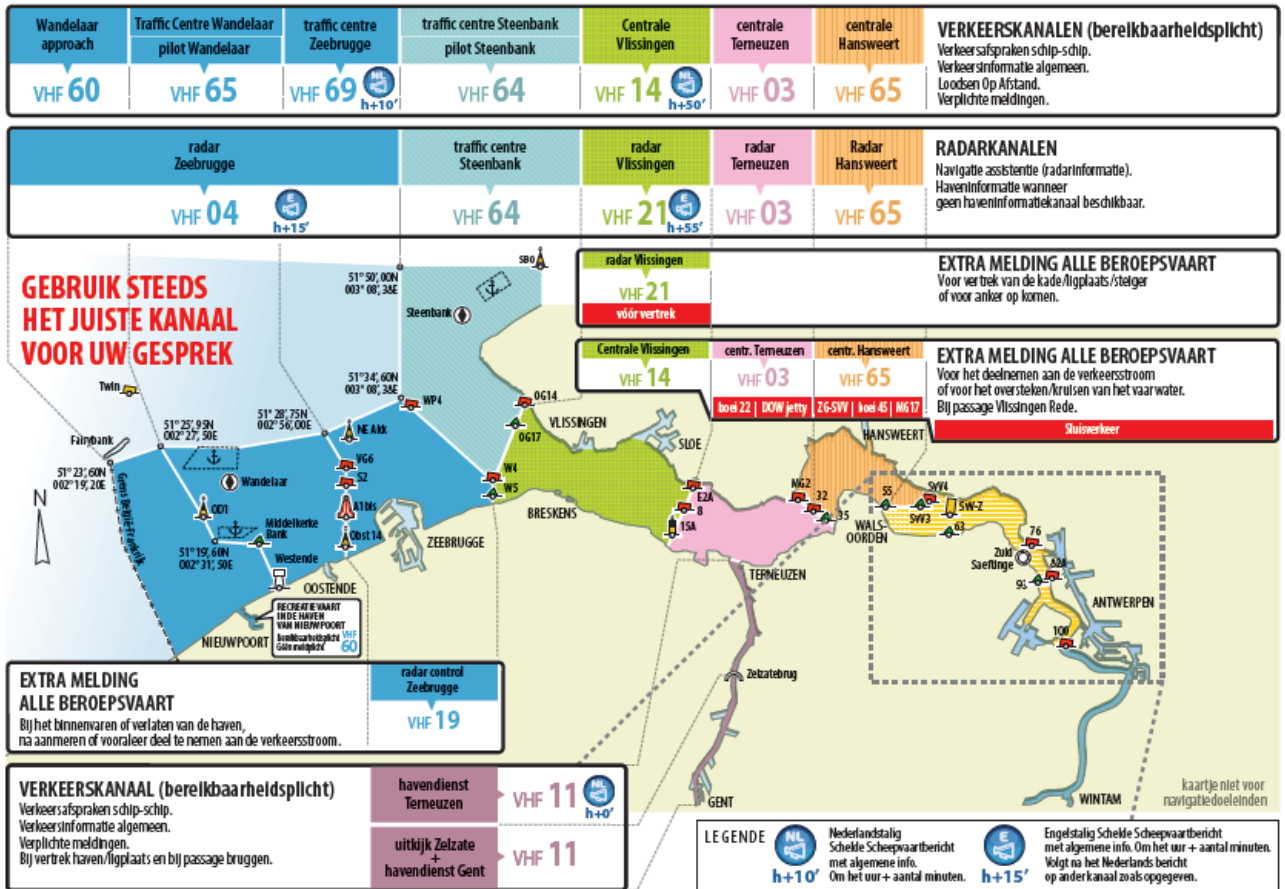 Wandelaar
approach
VHF 60
Traffic Centre Wandelaar
pilot Wandelaar
VHF 65
traffic centre
Zeebrugge
VHF 69
NL
h+10'
traffic centre Steenbank
pilot Steenbank
VHF 64
Centrale
Vlissingen
VHF 14
NL
h+50'
centrale
Terneuzen
VHF 03
centrale
Hansweert
VHF 65
VERKEERSKANALEN (bereikbaarheidsplicht)
Verkeersafspraken schip-schip.
Verkeersinformatie algemeen.
Loodsen Op Afstand.
Verplichte meldingen.
radar
Zeebrugge
VHF 04
E
h+15'
traffic centre
Steenbank
VHF 64
radar
Vlissingen
VHF 21
E
h+55'
radar
Terneuzen
VHF 03
Radar
Hansweert
VHF 65
RADARKANALEN
Navigatie assistentie (radarinformatie).
Haveninformatie wanneer
geen haveninformatiekanaal beschikbaar.
GEBRUIK STEEDS
HET JUISTE KANAAL
VOOR UW GESPREK
radar Vlissingen
VHF 21
vóór vertrek
EXTRA MELDING ALLE BEROEPSVAART
Voor vertrek van de kade/ligplaats/steiger
of voor anker op komen.
Centrale Vlissingen
VHF 14
centr. Terneuzen
VHF 03
centr. Hansweert
VHF 65
boei 22 | DOW jetty
ZG-SVV | boei 45 | MG17
EXTRA MELDING ALLE BEROEPSVAART
Voor het deelnemen aan de verkeersstroom
of voor het oversteken/kruisen van het vaarwater.
Bij passage Vlissingen Rede.
Sluisverkeer
SBO
51° 50', 00N
003° 08', 38E
Steenbank
51° 34', 60N
003° 08', 38E
WP4
Twin
51° 25', 95N
002° 27', 50E
51° 28', 75N
002° 56', 00E
NE Akk
Fairybank
51° 23', 60N
002° 19', 20E
Grens België-Frankrijk
N
Wandelaar
OD1
51° 19', 60N
002° 31', 50E
Middelkerke
Bank
Westende
VG6
S2
A1bis
Obst 14
ZEEBRUGGE
OOSTENDE
NIEUWPOORT
RECREATIEVAART
IN DE HAVEN
VAN NIEUWPOORT
Bereikbaarheidsplicht
Géén meldplicht
VHF
60
OG14
OG17
VLISSINGEN
SLOE
W4
W5
BRESKENS
E2A
8
15A
TERNEUZEN
MG2
32
35
HANSWEERT
55
WALS-
OORDEN
SVV4
SVV3
SW-Z
63
76
Zuid
Saeftinge
82A
93
ANTWERPEN
100
Zelzatebrug
GENT
WINTAM
kaartje niet voor
navigatiedoeleinden
EXTRA MELDING
ALLE BEROEPSVAART
Bij het binnenvaren of verlaten van de haven,
na aanmeren of vooraleer deel te nemen aan de verkeersstroom.
radar control
Zeebrugge
VHF 19
VERKEERSKANAAL (bereikbaarheidsplicht)
Verkeersafspraken schip-schip.
Verkeersinformatie algemeen.
Verplichte meldingen.
Bij vertrek haven/ligplaats en bij passage bruggen.
havendienst
Terneuzen
VHF 11
NL
h+0'
uitkijk Zelzate
+
havendienst Gent
VHF 11
LEGENDE
NL
h+10'
Nederlandstalig
Schelde Scheepvaartbericht
met algemene info.
Om het uur + aantal minuten.
E
h+15'
Engelstalig Schelde Scheepvaartbericht
met algemene info. Om het uur + aantal minuten.
Volgt na het Nederlands bericht
op ander kanaal zoals opgegeven.